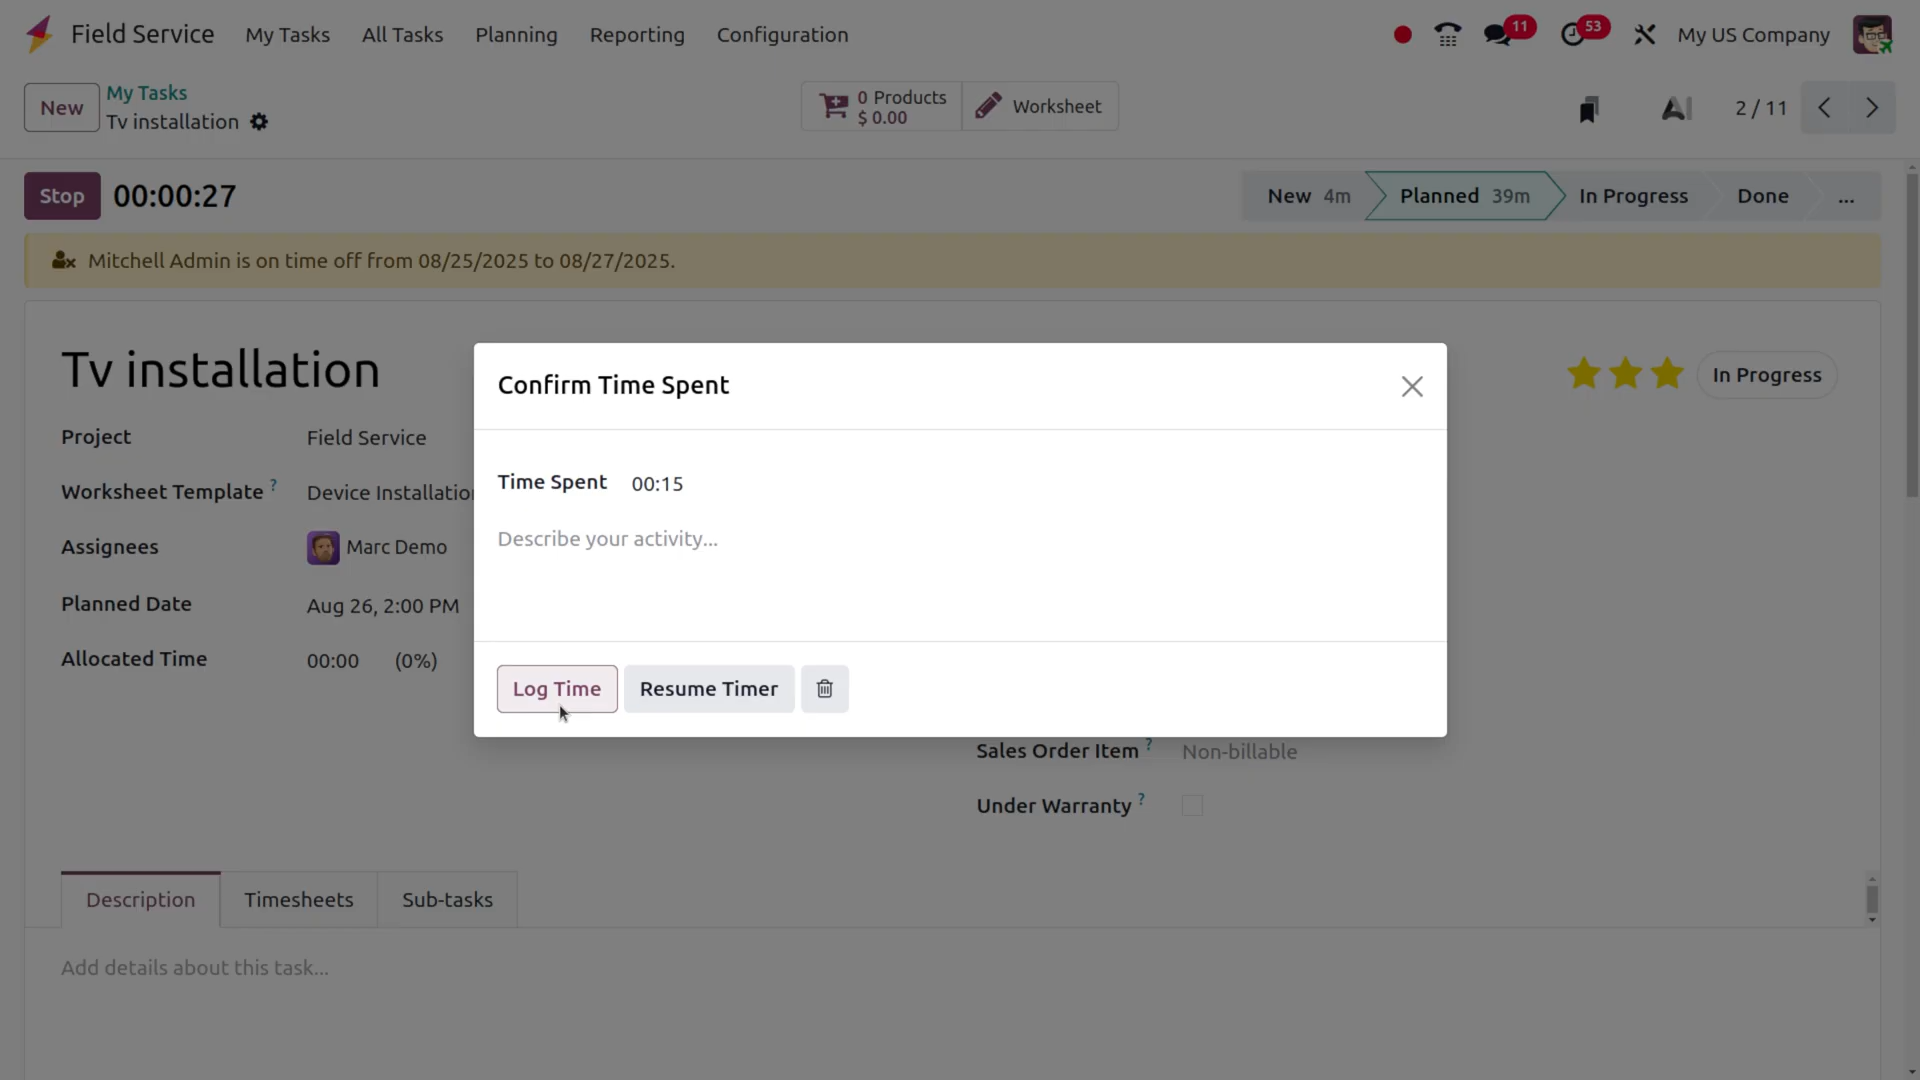 Field Service My Tasks All Tasks Planning Reporting Configuration 11 53 My US Company
New My Tasks 0 Products Worksheet AI 2 / 11
Tv installation $ 0.00
Stop 00:00:27 New 4m Planned 39m In Progress Done ...
Mitchell Admin is on time off from 08/25/2025 to 08/27/2025.
Tv installation In Progress
Confirm Time Spent
Project Field Service
Worksheet Template ? Device Installation
Time Spent 00:15
Assignees Marc Demo
Describe your activity...
Planned Date Aug 26, 2:00 PM
Allocated Time 00:00 (0%)
Log Time Resume Timer
Sales Order Item ? Non-billable
Under Warranty ?
Description Timesheets Sub-tasks
Add details about this task...